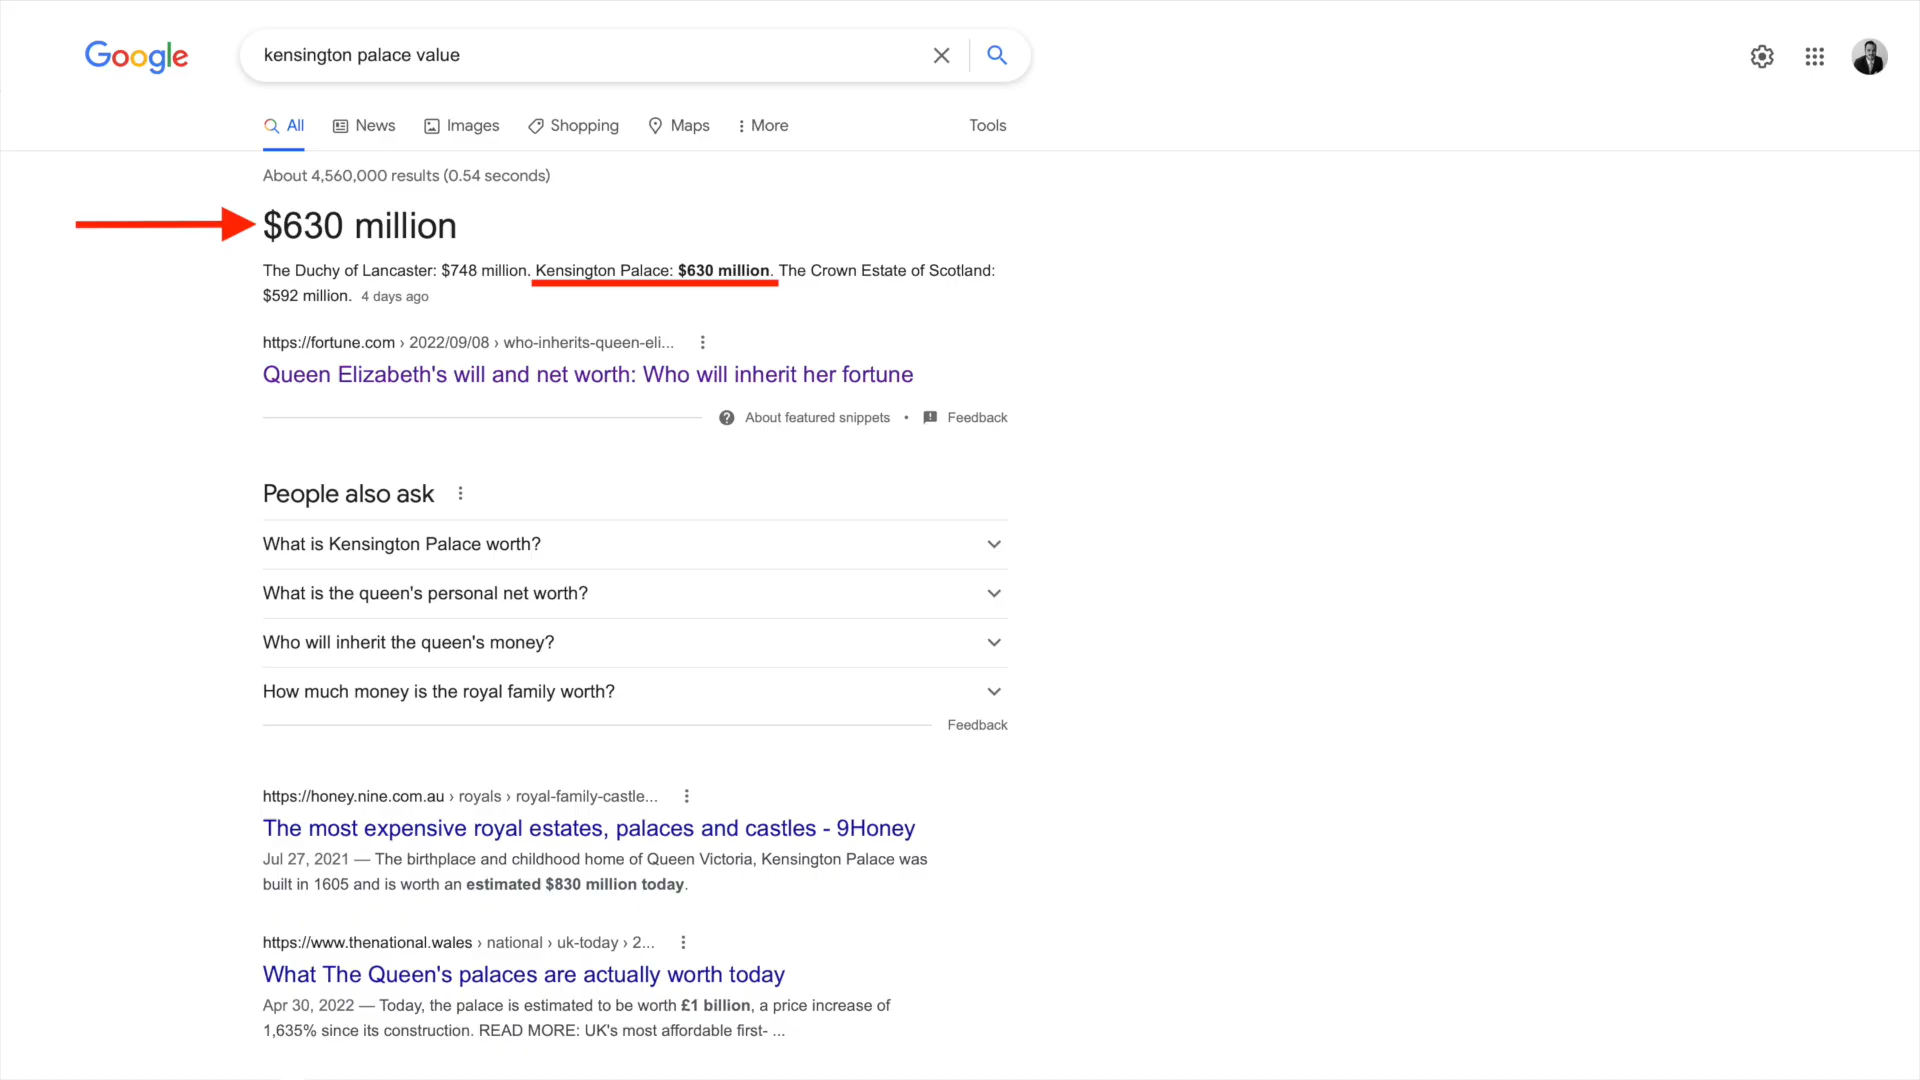 Google
kensington palace value
All
News
Images
Shopping
Maps
More
Tools
About 4,560,000 results (0.54 seconds)
$630 million
The Duchy of Lancaster: $748 million. Kensington Palace: $630 million. The Crown Estate of Scotland:
$592 million. 4 days ago
https://fortune.com › 2022/09/08 › who-inherits-queen-eli...
Queen Elizabeth's will and net worth: Who will inherit her fortune
About featured snippets • Feedback
People also ask
What is Kensington Palace worth?
What is the queen's personal net worth?
Who will inherit the queen's money?
How much money is the royal family worth?
Feedback
https://honey.nine.com.au › royals › royal-family-castle...
The most expensive royal estates, palaces and castles - 9Honey
Jul 27, 2021 — The birthplace and childhood home of Queen Victoria, Kensington Palace was
built in 1605 and is worth an estimated $830 million today.
https://www.thenational.wales › national › uk-today › 2...
What The Queen's palaces are actually worth today
Apr 30, 2022 — Today, the palace is estimated to be worth £1 billion, a price increase of
1,635% since its construction. READ MORE: UK's most affordable first- ...